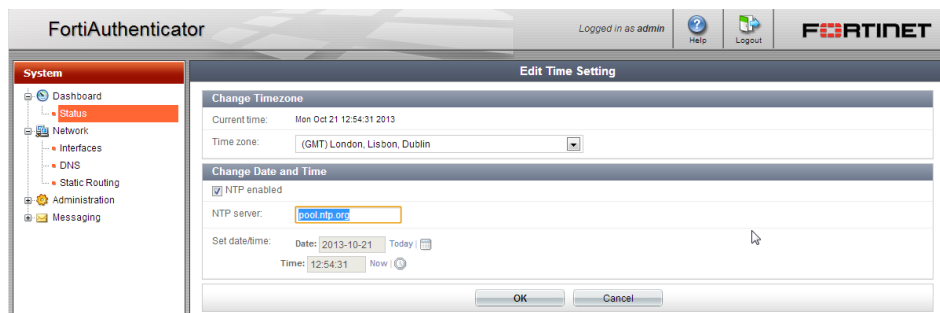 FortiAuthenticator
Logged in as admin
Help
Logout
FORTINET
System
Dashboard
Status
Network
Interfaces
DNS
Static Routing
Administration
Messaging
Edit Time Setting
Change Timezone
Current time: Mon Oct 21 12:54:31 2013
Time zone: (GMT) London, Lisbon, Dublin
Change Date and Time
NTP enabled
NTP server: pool.ntp.org
Set date/time: Date: 2013-10-21 Today |
Time: 12:54:31 Now |
OK Cancel